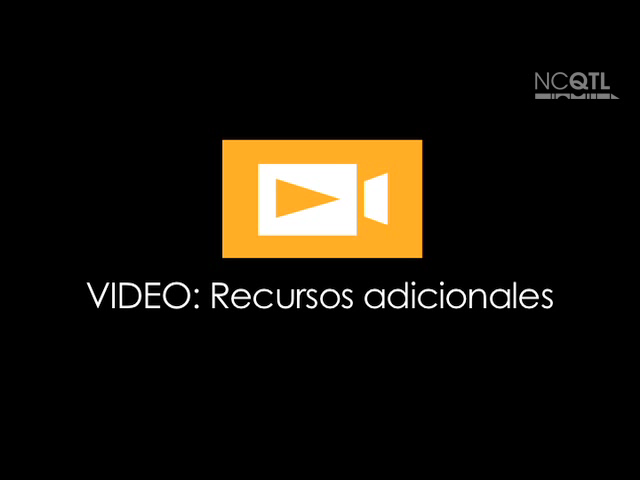 NCQTL
VIDEO: Recursos adicionales